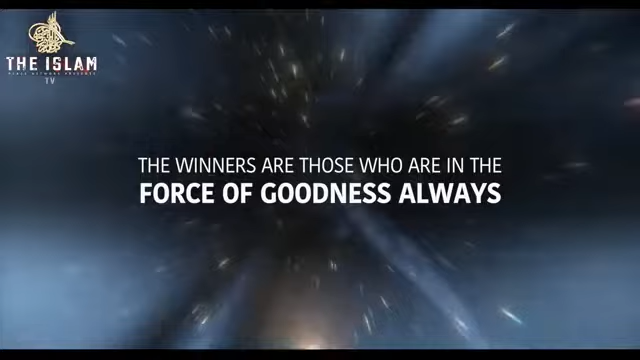 THE ISLAM
TV
THE WINNERS ARE THOSE WHO ARE IN THE
FORCE OF GOODNESS ALWAYS